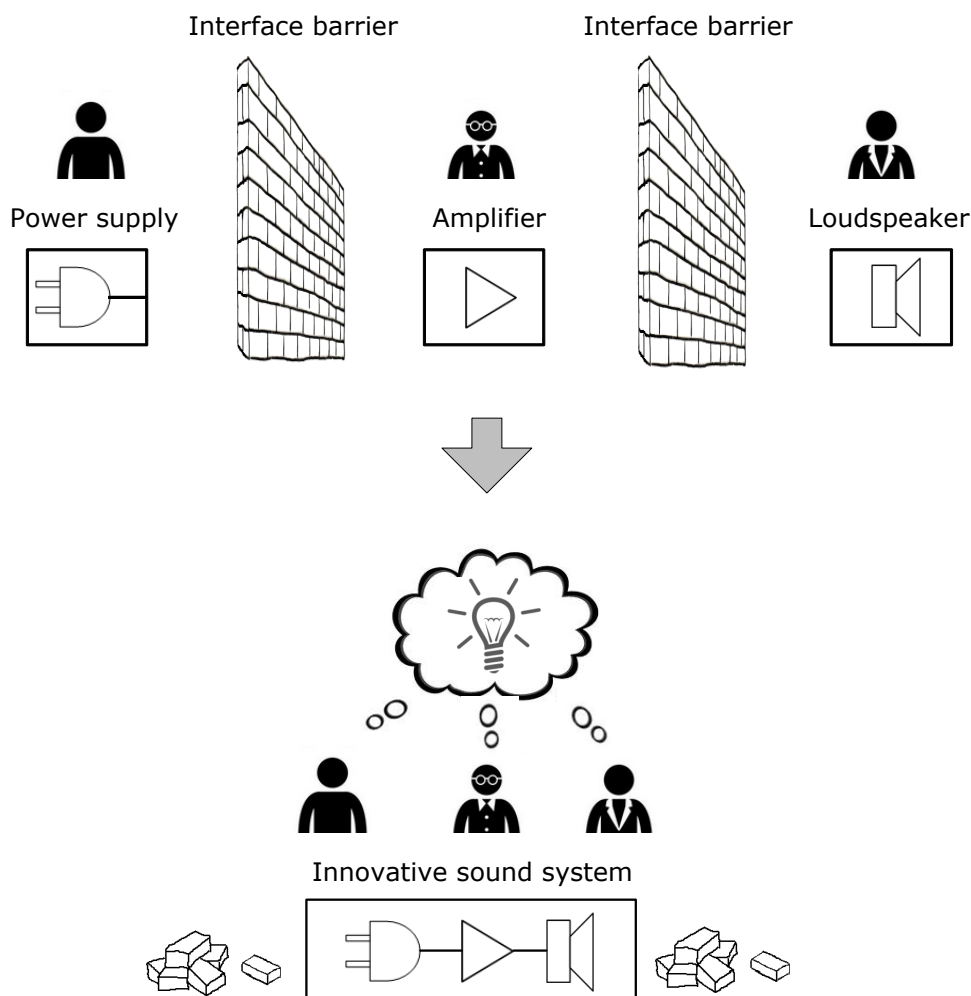 Interface barrier
Interface barrier
Power supply
Amplifier
Loudspeaker
Innovative sound system